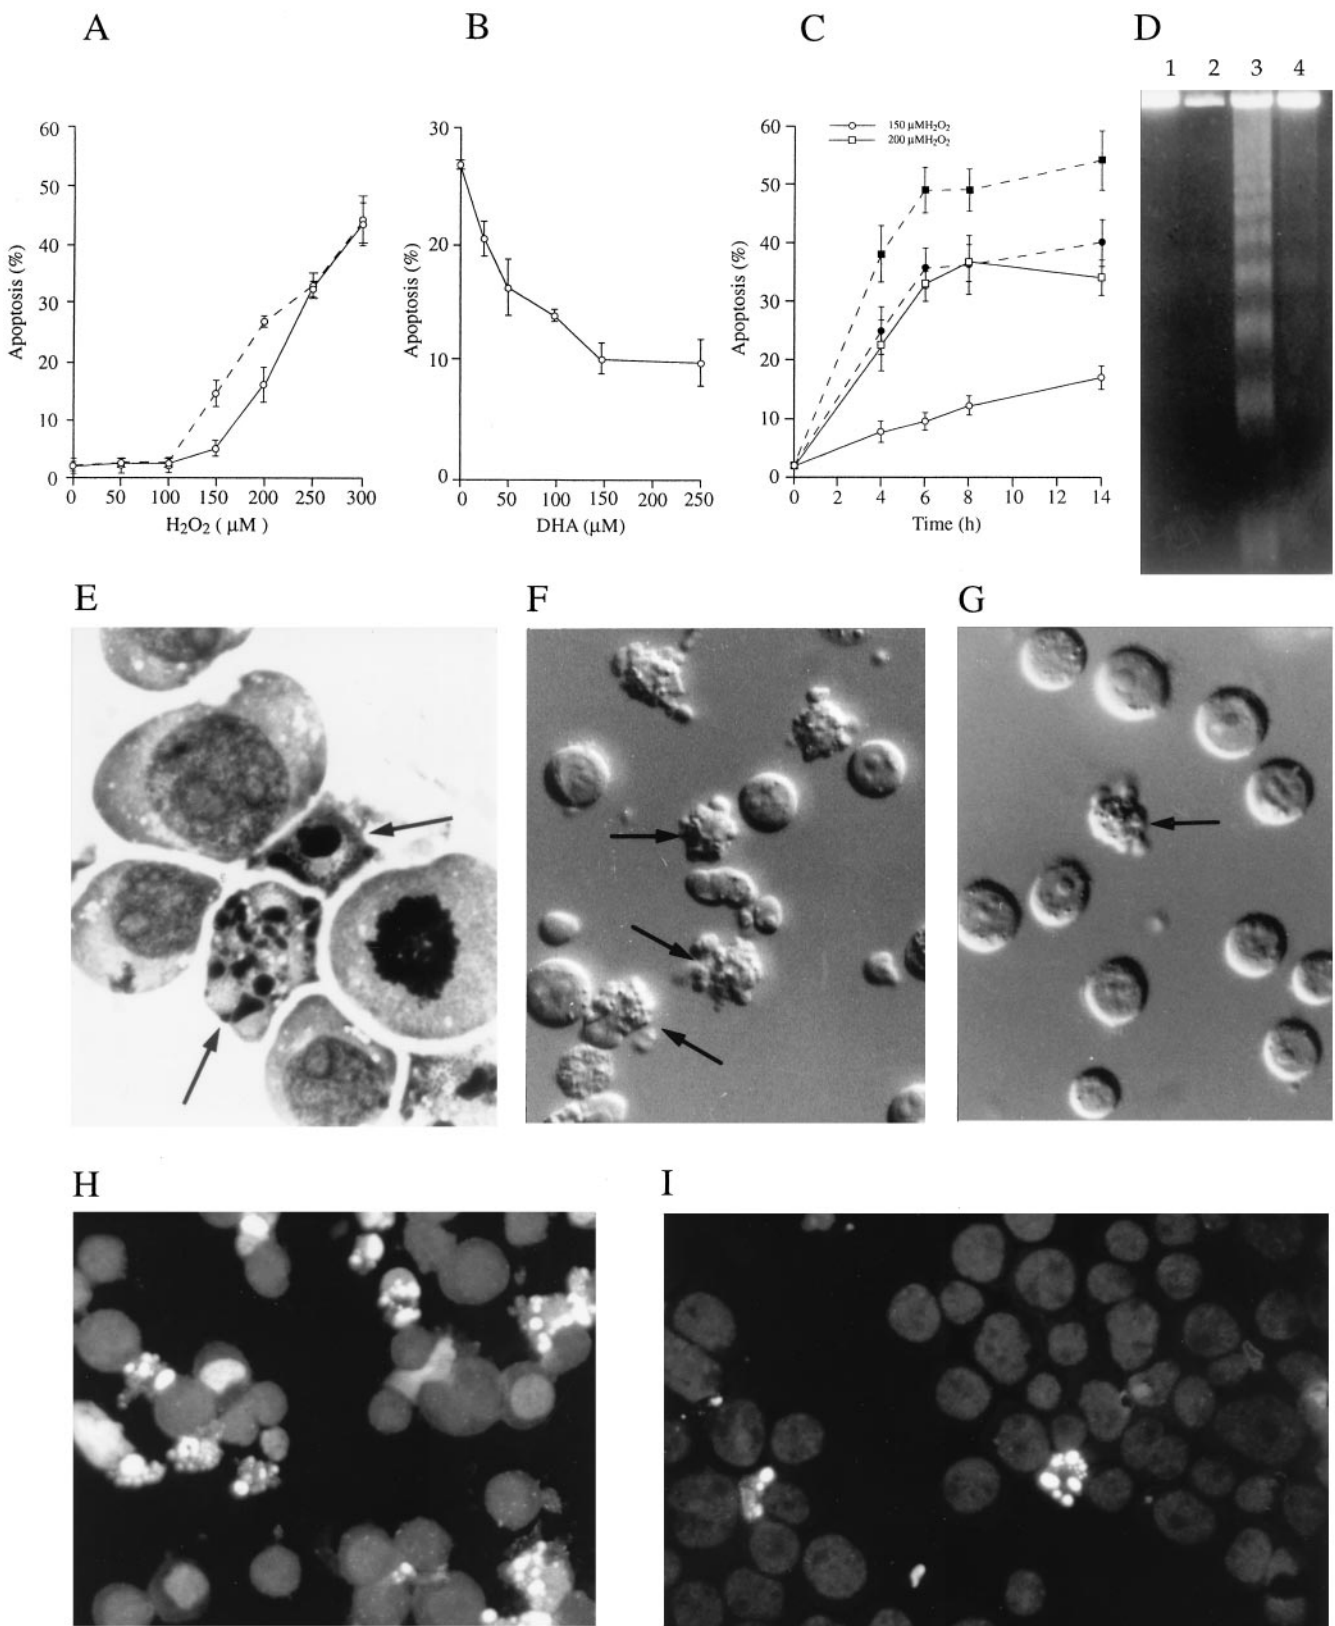 A B C D
1 2 3 4
60
50
40
30
20
10
0
Apoptosis (%)
0 50 100 150 200 250 300
H₂O₂ ( μM )
30
20
10
0
Apoptosis (%)
0 50 100 150 200 250
DHA (μM)
60
50
40
30
20
10
0
Apoptosis (%)
150 μMH₂O₂
200 μMH₂O₂
0 2 4 6 8 10 12 14
Time (h)
E F G
H I